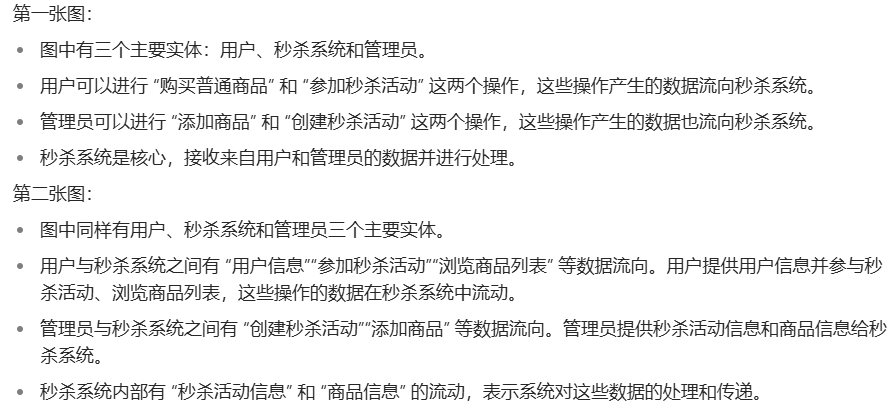 第一张图：
• 图中有三个主要实体：用户、秒杀系统和管理员。
• 用户可以进行 “购买普通商品” 和 “参加秒杀活动” 这两个操作，这些操作产生的数据流向秒杀系统。
• 管理员可以进行 “添加商品” 和 “创建秒杀活动” 这两个操作，这些操作产生的数据也流向秒杀系统。
• 秒杀系统是核心，接收来自用户和管理员的数据并进行处理。
第二张图：
• 图中同样有用户、秒杀系统和管理员三个主要实体。
• 用户与秒杀系统之间有 “用户信息”“参加秒杀活动”“浏览商品列表” 等数据流向。用户提供用户信息并参与秒
杀活动、浏览商品列表，这些操作的数据在秒杀系统中流动。
• 管理员与秒杀系统之间有 “创建秒杀活动”“添加商品” 等数据流向。管理员提供秒杀活动信息和商品信息给秒
杀系统。
• 秒杀系统内部有 “秒杀活动信息” 和 “商品信息” 的流动，表示系统对这些数据的处理和传递。